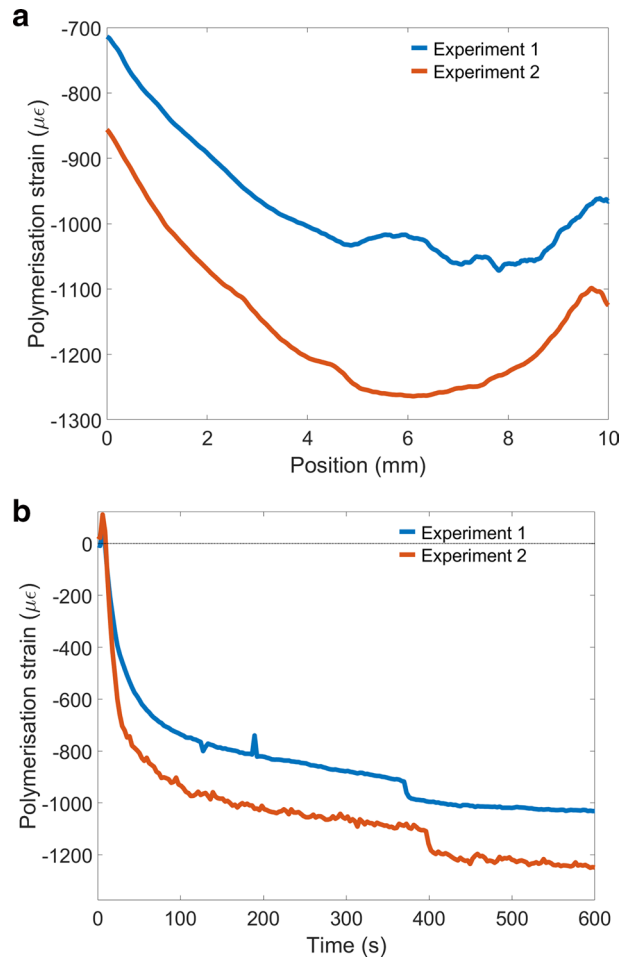 a
-700
-800
-900
-1000
-1100
-1200
-1300
Polymerisation strain (με)
Experiment 1
Experiment 2
0 2 4 6 8 10
Position (mm)
b
0
-200
-400
-600
-800
-1000
-1200
Polymerisation strain (με)
Experiment 1
Experiment 2
0 100 200 300 400 500 600
Time (s)